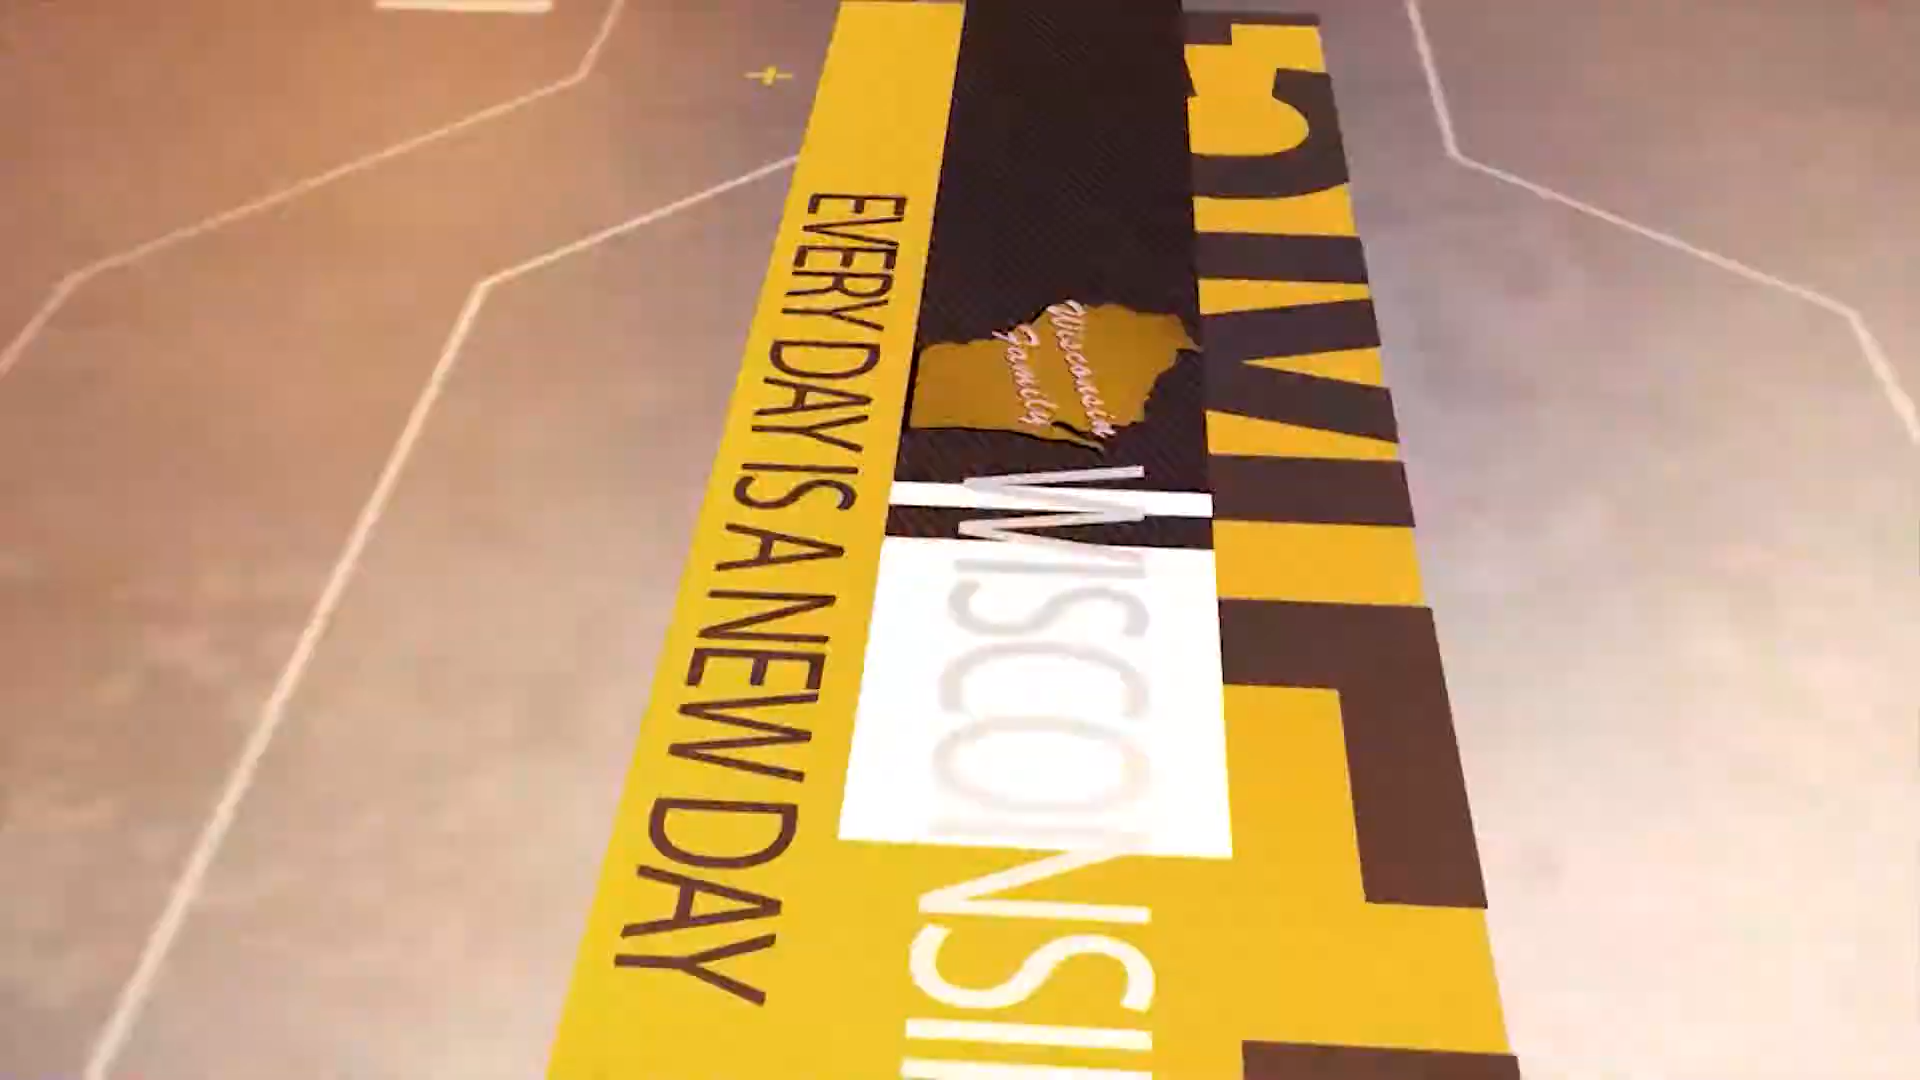 EVERY DAY IS A NEW DAY
Wisconsin
Family
WISCONSIN